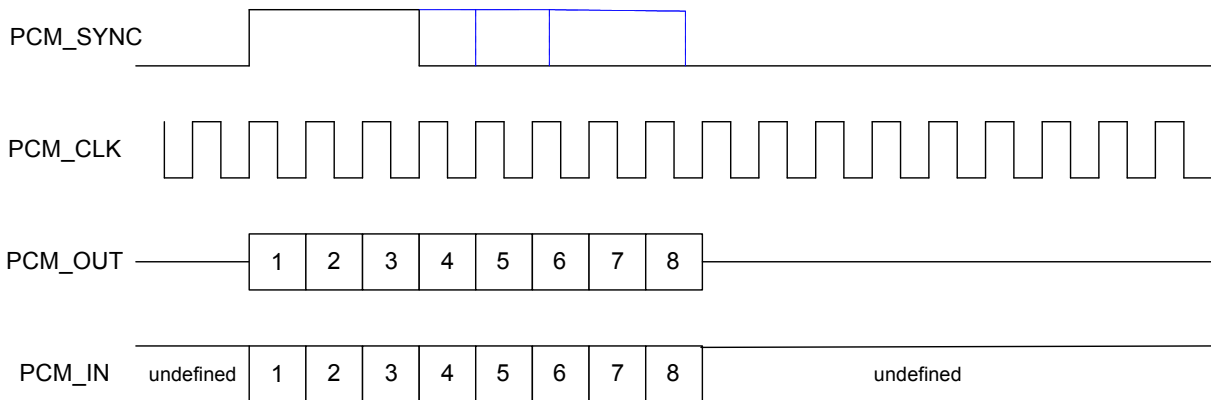 PCM_SYNC
PCM_CLK
PCM_OUT 1 2 3 4 5 6 7 8
PCM_IN undefined 1 2 3 4 5 6 7 8 undefined